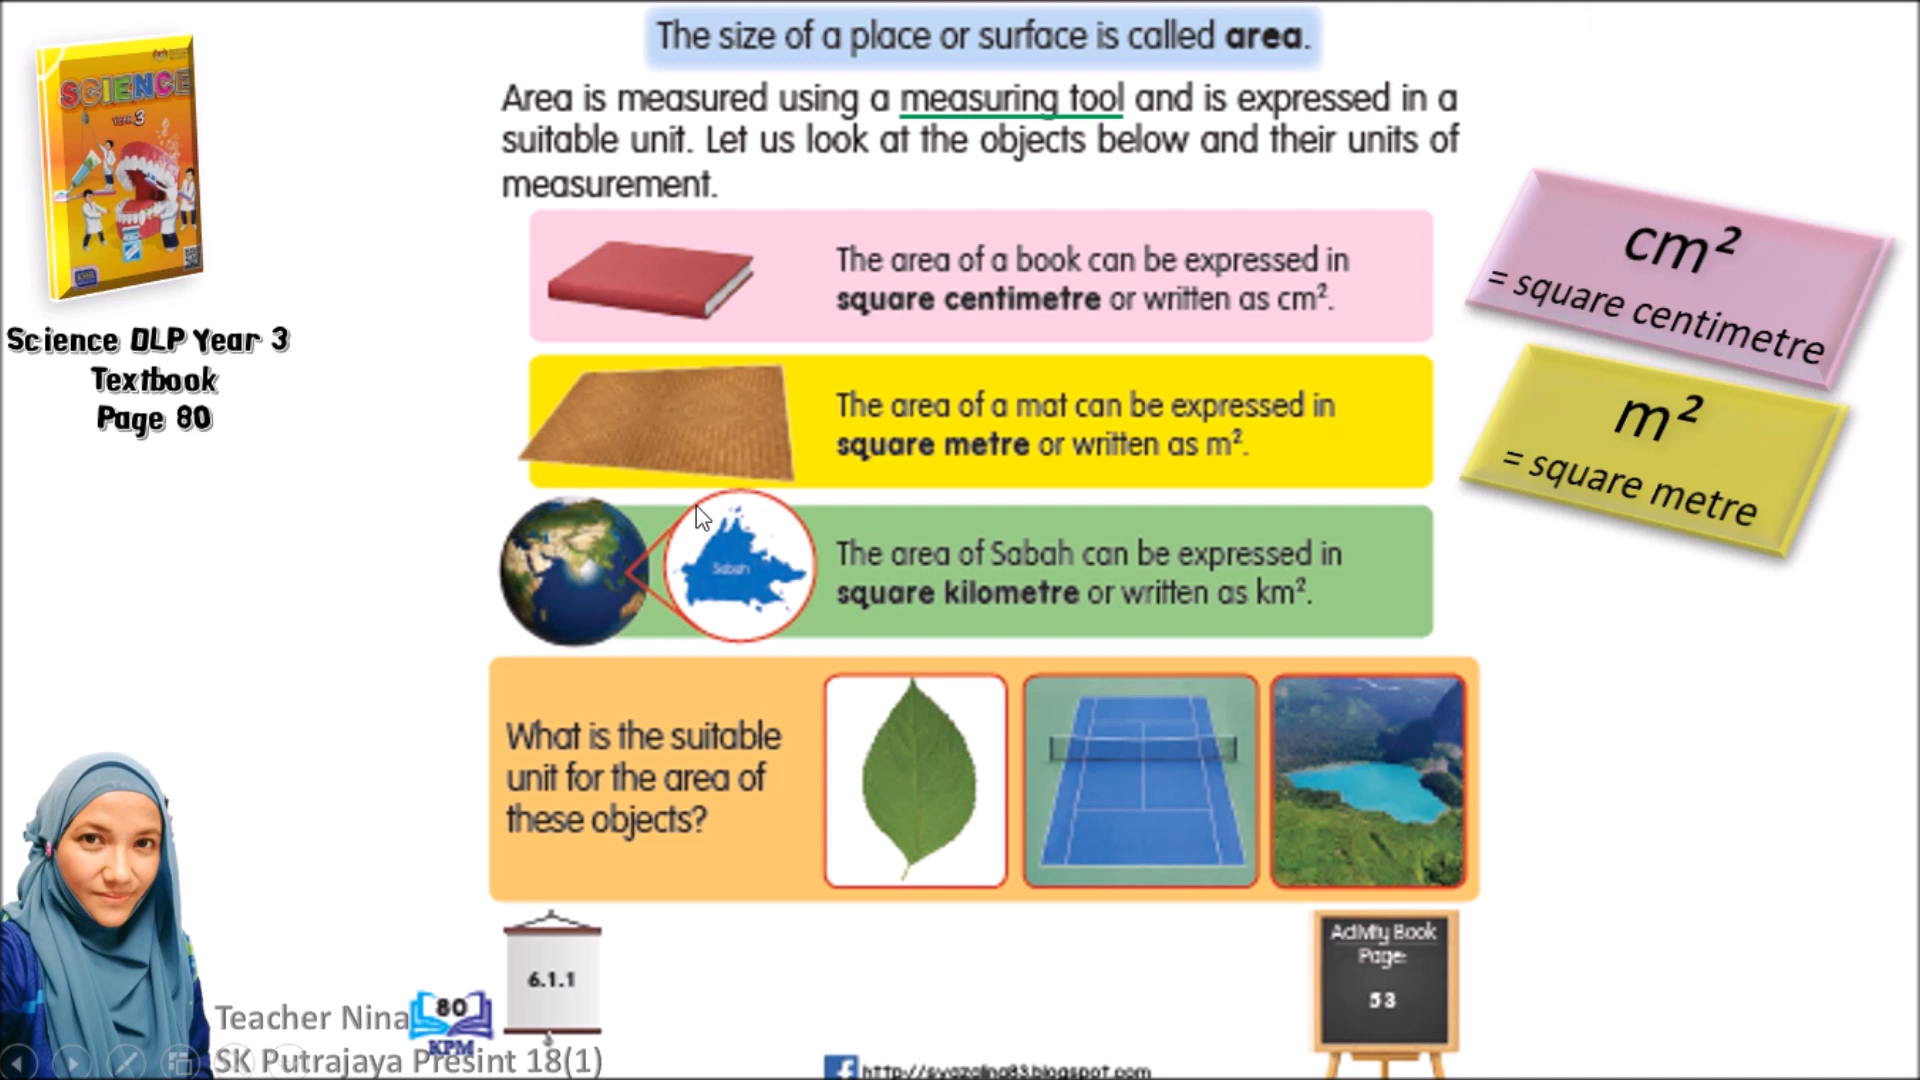 The size of a place or surface is called area.
Area is measured using a measuring tool and is expressed in a
suitable unit. Let us look at the objects below and their units of
measurement.
SCIENCE
YEAR 3
Science DLP Year 3
Textbook
Page 80
The area of a book can be expressed in
square centimetre or written as cm².
cm²
= square centimetre
The area of a mat can be expressed in
square metre or written as m².
m²
= square metre
Sabah
The area of Sabah can be expressed in
square kilometre or written as km².
What is the suitable
unit for the area of
these objects?
6.1.1
80
KPM
Activity Book
Page:
53
Teacher Nina
SK Putrajaya Presint 18(1)
f http://syazalina83.blogspot.com